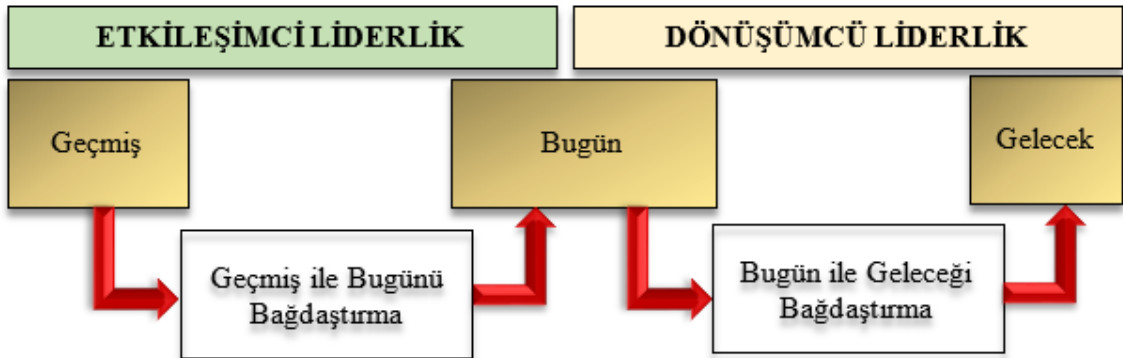 ETKİLEŞİMCİ LİDERLİK
DÖNÜŞÜMCÜ LİDERLİK
Geçmiş
Bugün
Gelecek
Geçmiş ile Bugünü
Bağdaştırma
Bugün ile Geleceği
Bağdaştırma